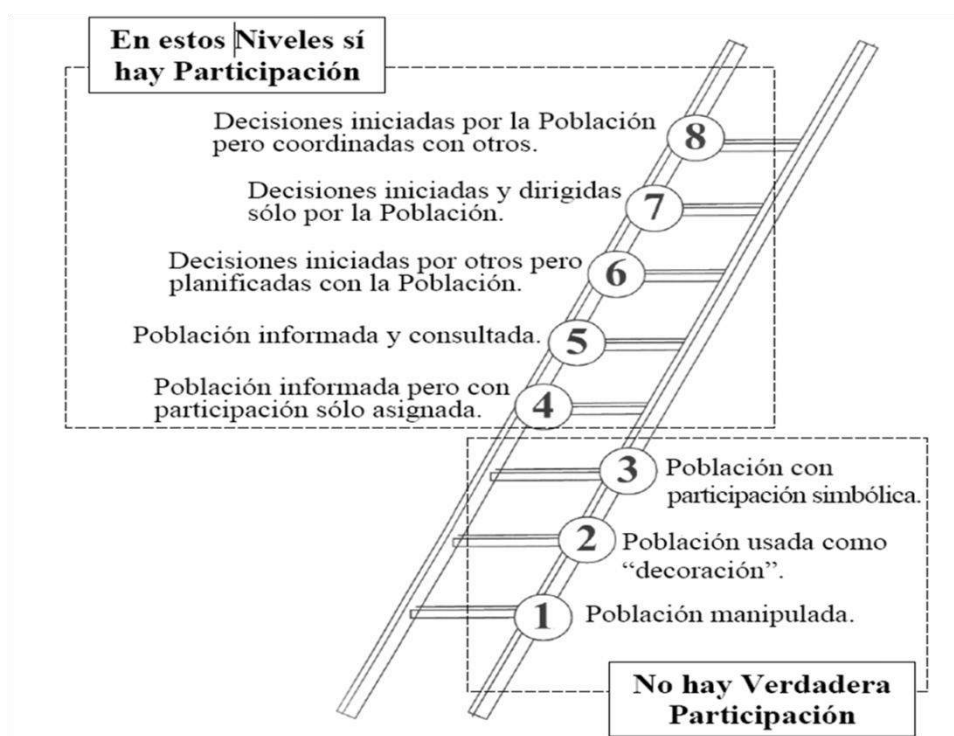 En estos Niveles sí
hay Participación
Decisiones iniciadas por la Población
pero coordinadas con otros.
8
Decisiones iniciadas y dirigidas
sólo por la Población.
7
Decisiones iniciadas por otros pero
planificadas con la Población.
6
Población informada y consultada.
5
Población informada pero con
participación sólo asignada.
4
3
Población con
participación simbólica.
2
Población usada como
“decoración”.
1
Población manipulada.
No hay Verdadera
Participación